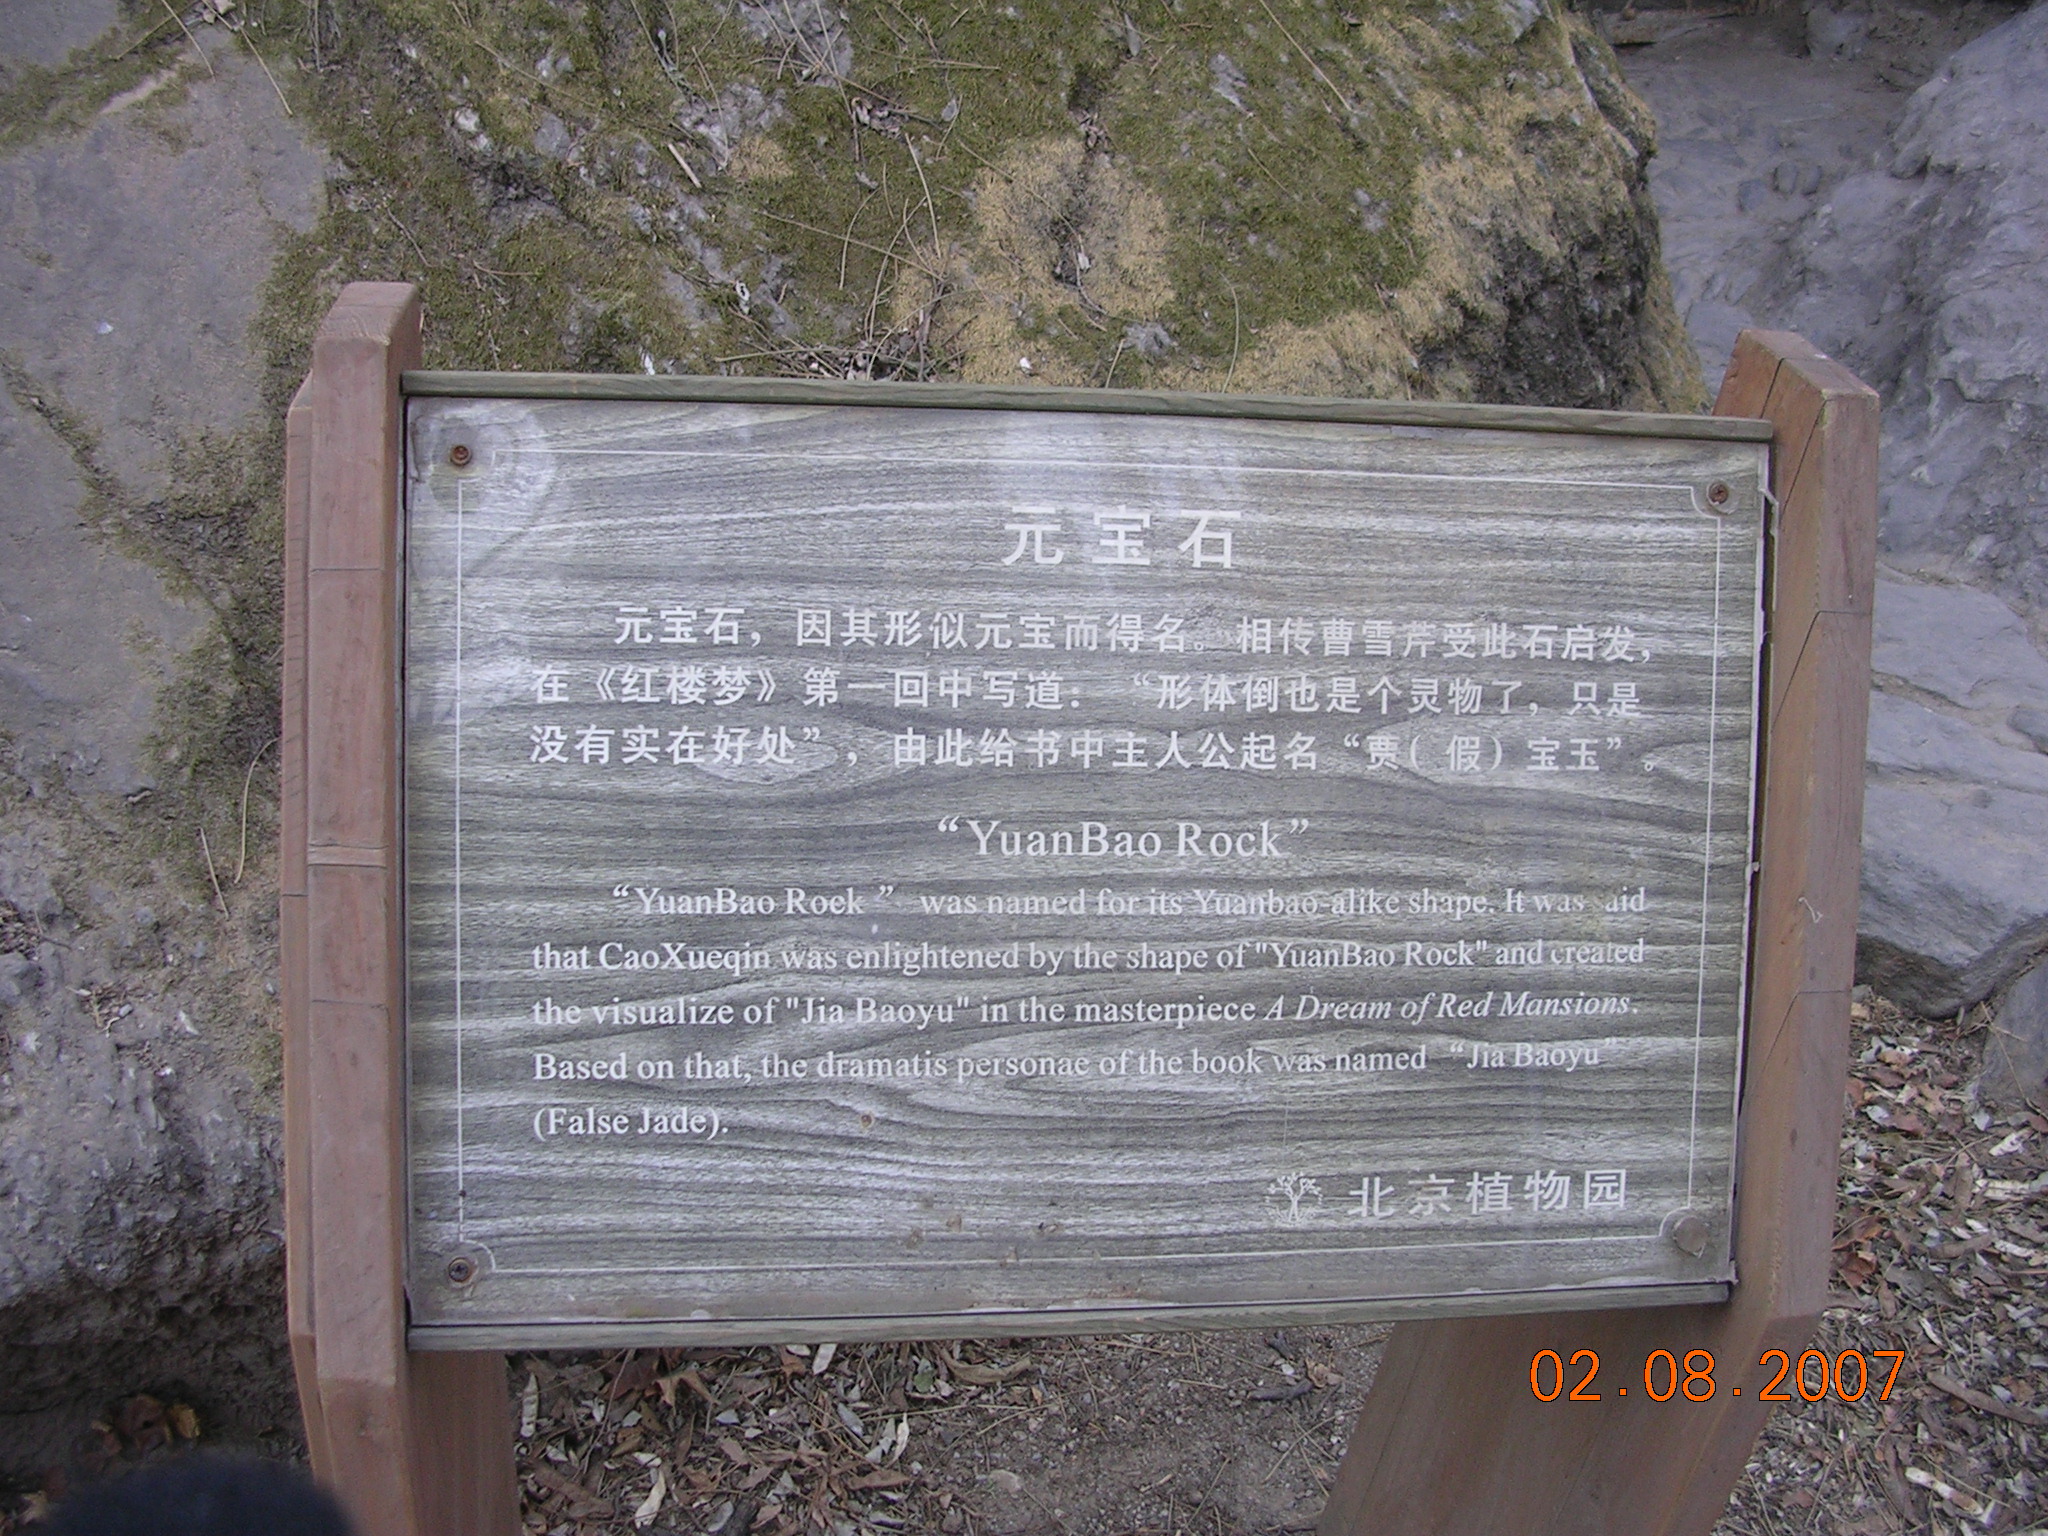 元宝石
元宝石，因其形似元宝而得名。相传曹雪芹受此石启发，
在《红楼梦》第一回中写道：“形体倒也是个灵物了，只是
没有实在好处”，由此给书中主人公起名“贾(假)宝玉”。
“YuanBao Rock”
“YuanBao Rock ” was named for its Yuanbao-alike shape. It was said
that CaoXueqin was enlightened by the shape of "YuanBao Rock" and created
the visualize of "Jia Baoyu" in the masterpiece A Dream of Red Mansions.
Based on that, the dramatis personae of the book was named “Jia Baoyu”
(False Jade).
北京植物园
02.08.2007